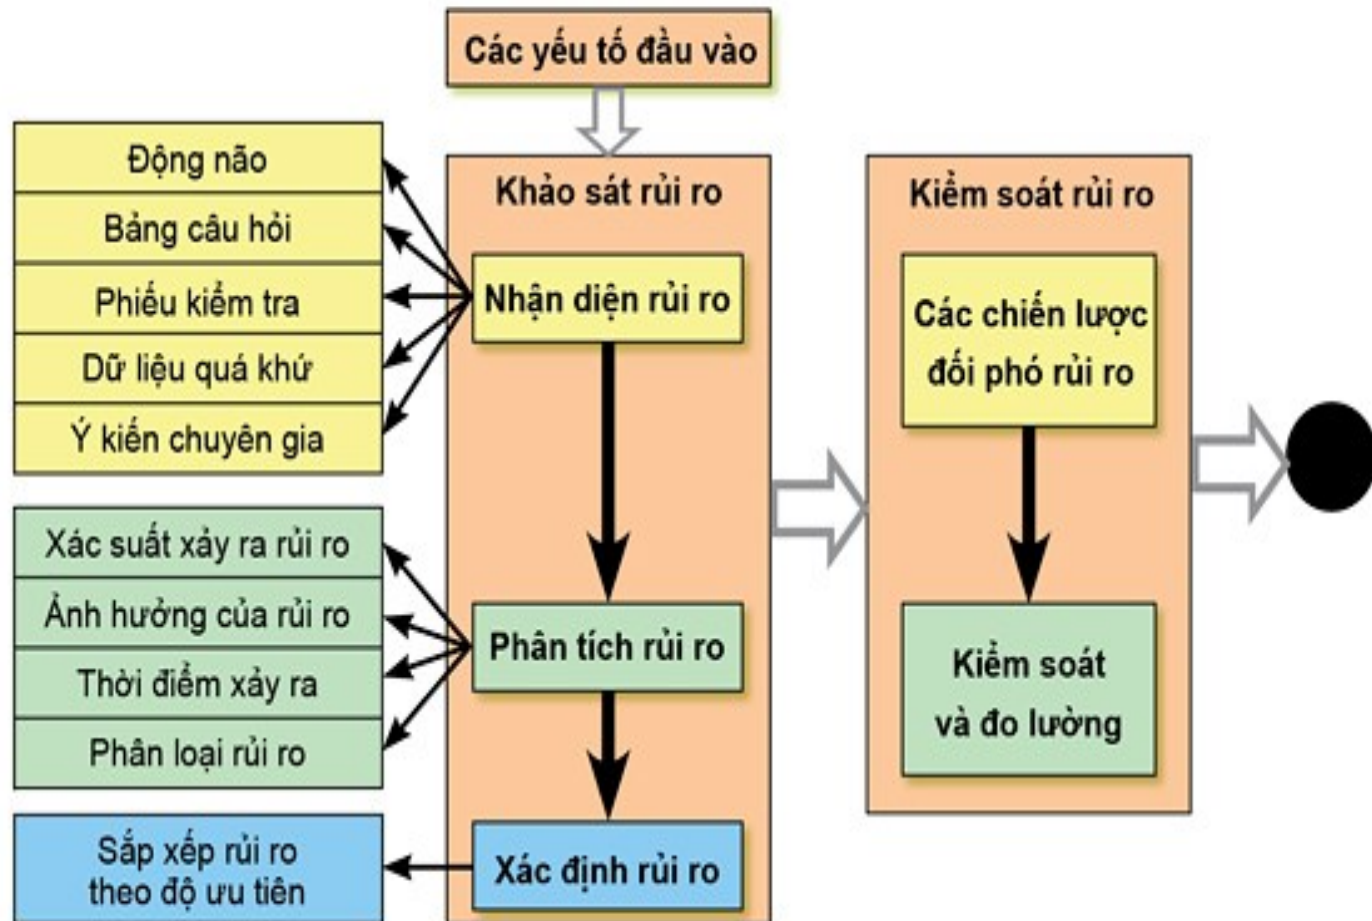 Các yếu tố đầu vào
Động não
Bảng câu hỏi
Phiếu kiểm tra
Dữ liệu quá khứ
Ý kiến chuyên gia
Xác suất xảy ra rủi ro
Ảnh hưởng của rủi ro
Thời điểm xảy ra
Phân loại rủi ro
Sắp xếp rủi ro
theo độ ưu tiên
Khảo sát rủi ro
Nhận diện rủi ro
Phân tích rủi ro
Xác định rủi ro
Kiểm soát rủi ro
Các chiến lược
đối phó rủi ro
Kiểm soát
và đo lường